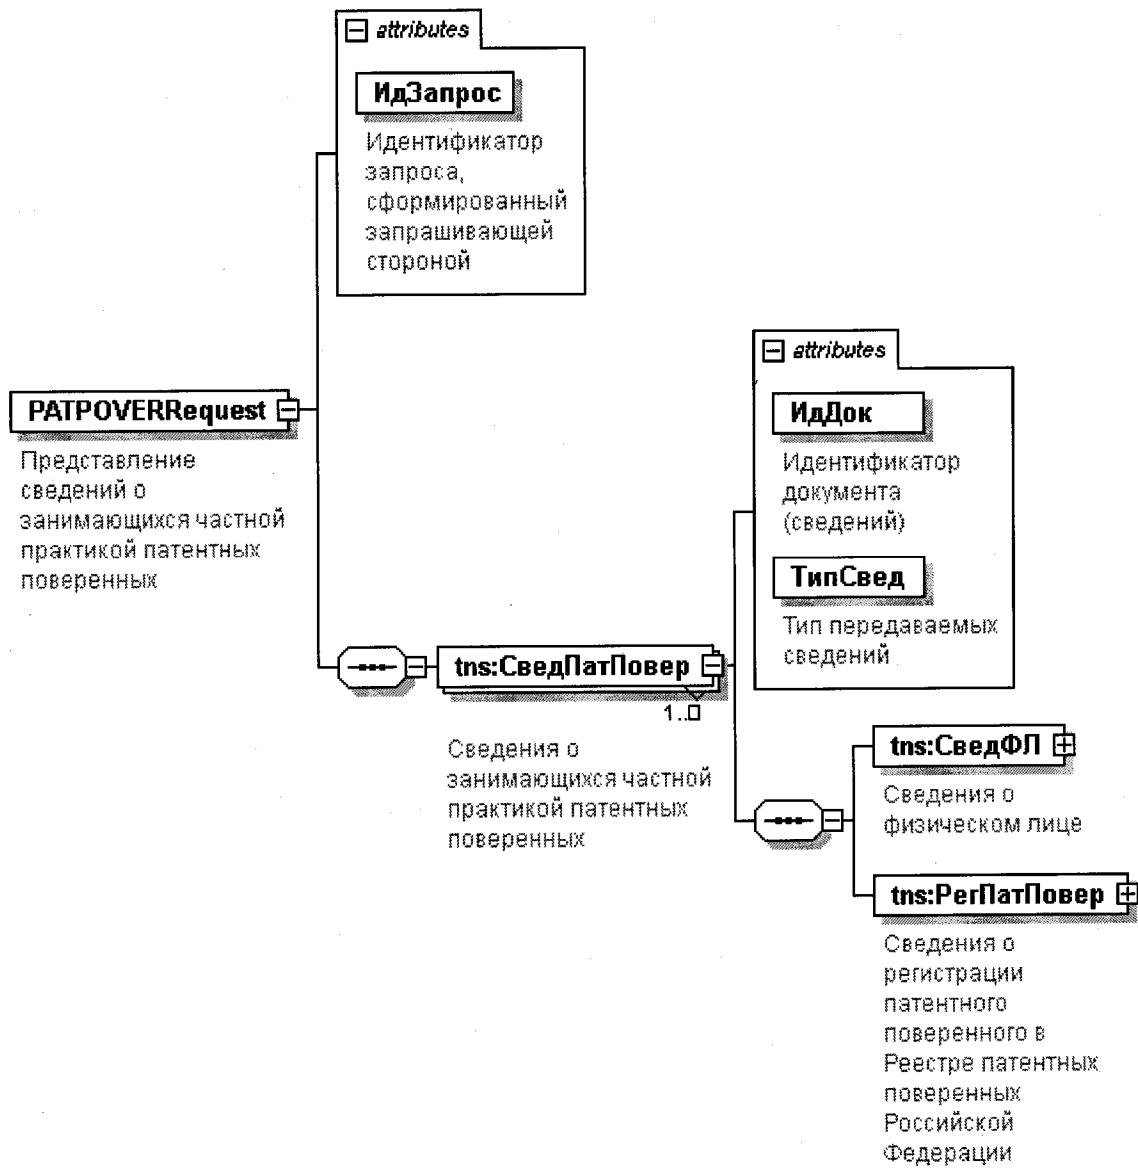 attributes
ИдЗапрос
Идентификатор
запроса,
сформированный
запрашивающей
стороной
PATPOVERRequest
Представление
сведений о
занимающихся частной
практикой патентных
поверенных
attributes
ИдДок
Идентификатор
документа
(сведений)
ТипСвед
Тип передаваемых
сведений
tns:СведПатПовер
1..
Сведения о
занимающихся частной
практикой патентных
поверенных
tns:СведФЛ
Сведения о
физическом лице
tns:РегПатПовер
Сведения о
регистрации
патентного
поверенного в
Реестре патентных
поверенных
Российской
Федерации